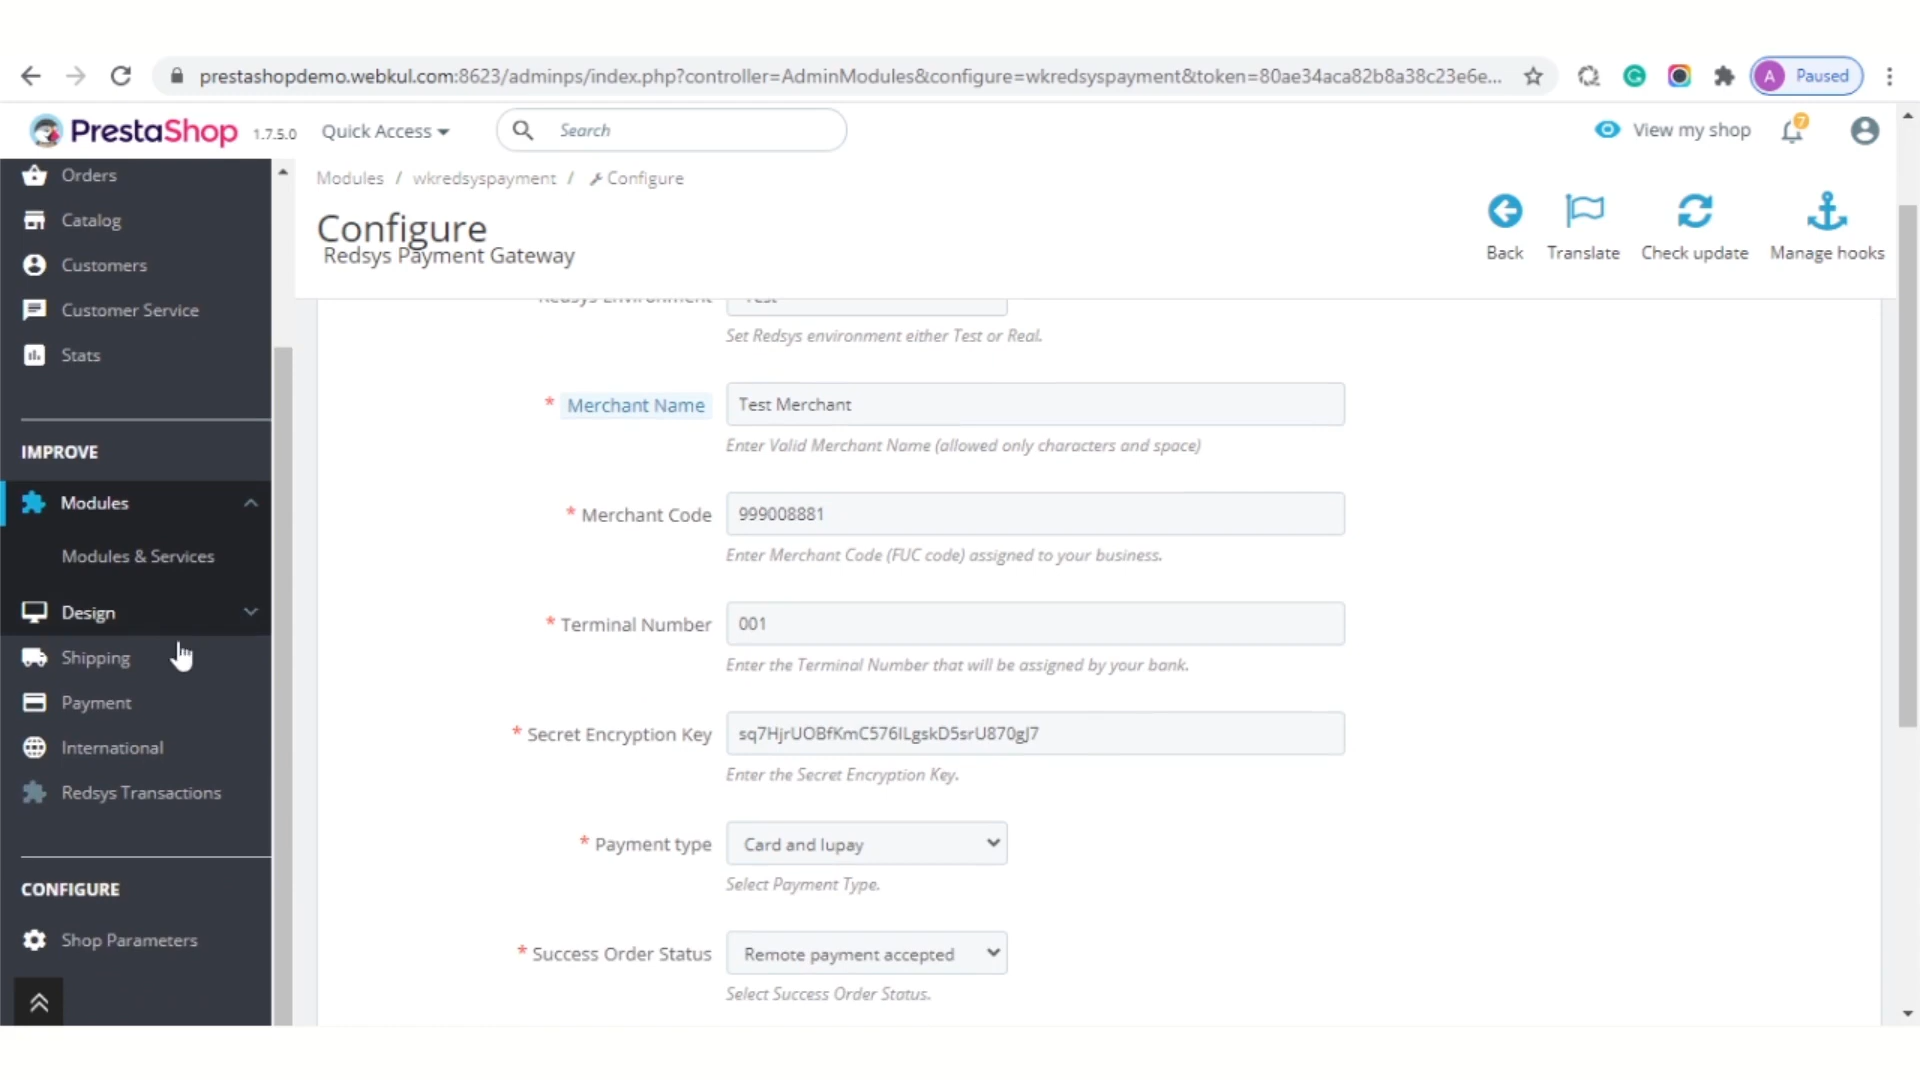 prestashopdemo.webkul.com:8623/adminps/index.php?controller=AdminModules&configure=wkredsyspayment&token=80ae34aca82b8a38c23e6e...
A Paused
PrestaShop 1.7.5.0
Quick Access
Search
View my shop
7
Orders
Catalog
Customers
Customer Service
Stats
IMPROVE
Modules
Modules & Services
Design
Shipping
Payment
International
Redsys Transactions
CONFIGURE
Shop Parameters
Modules / wkredsyspayment / Configure
Configure
Redsys Payment Gateway
Back
Translate
Check update
Manage hooks
Redsys Environment Test
Set Redsys environment either Test or Real.
* Merchant Name Test Merchant
Enter Valid Merchant Name (allowed only characters and space)
* Merchant Code 999008881
Enter Merchant Code (FUC code) assigned to your business.
* Terminal Number 001
Enter the Terminal Number that will be assigned by your bank.
* Secret Encryption Key sq7HjrUOBfKmC576ILgskD5srU870gJ7
Enter the Secret Encryption Key.
* Payment type Card and Iupay
Select Payment Type.
* Success Order Status Remote payment accepted
Select Success Order Status.